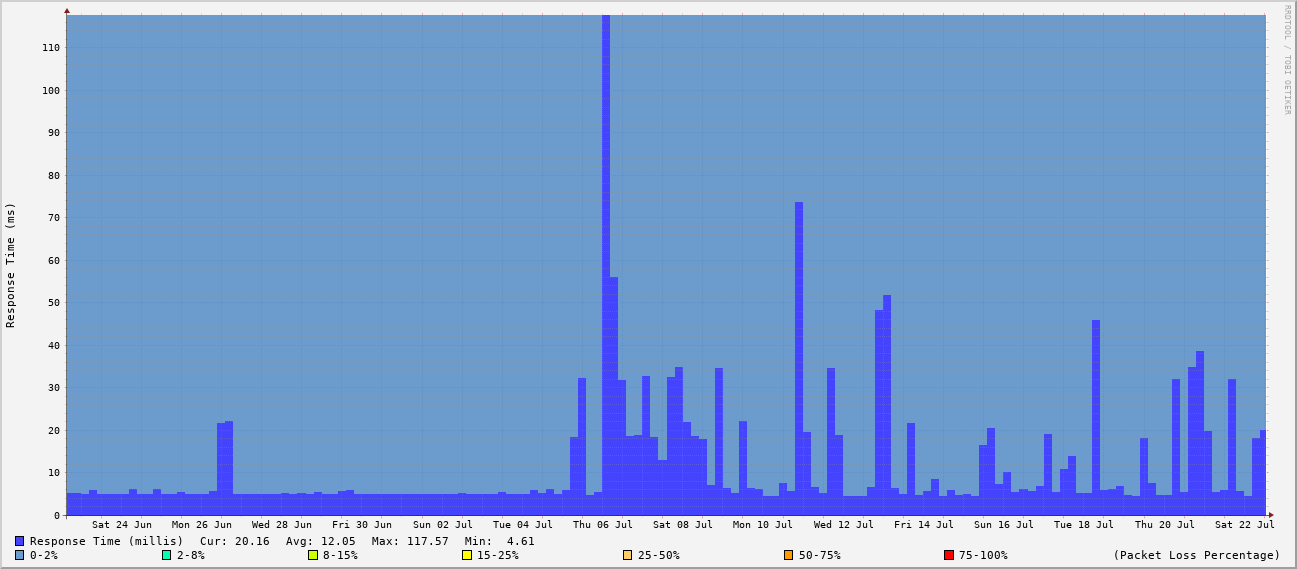 RRDTOOL / TOBI OETIKER
Response Time (ms)
110
100
90
80
70
60
50
40
30
20
10
0
Sat 24 Jun Mon 26 Jun Wed 28 Jun Fri 30 Jun Sun 02 Jul Tue 04 Jul Thu 06 Jul Sat 08 Jul Mon 10 Jul Wed 12 Jul Fri 14 Jul Sun 16 Jul Tue 18 Jul Thu 20 Jul Sat 22 Jul
Response Time (millis) Cur: 20.16 Avg: 12.05 Max: 117.57 Min: 4.61
0-2% 2-8% 8-15% 15-25% 25-50% 50-75% 75-100% (Packet Loss Percentage)